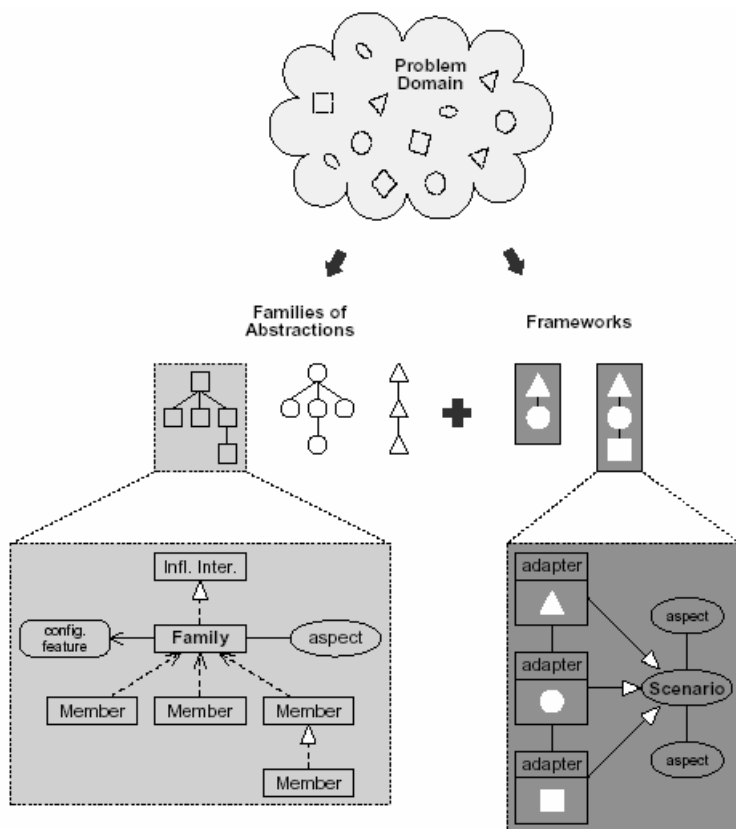 Problem
Domain
Families of
Abstractions
Frameworks
Infl. Inter.
config.
feature
Family
aspect
Member
Member
Member
Member
adapter
adapter
adapter
aspect
Scenario
aspect